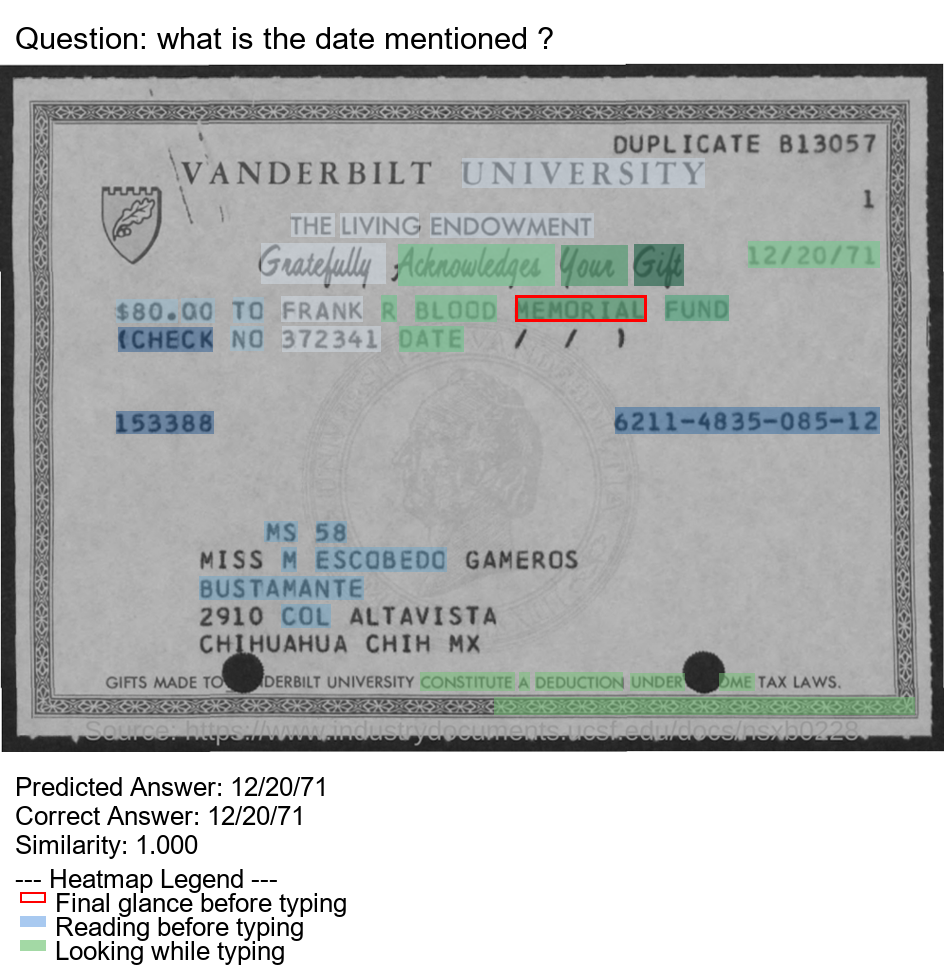 Question: what is the date mentioned ?
DUPLICATE B13057
VANDERBILT UNIVERSITY
1
THE LIVING ENDOWMENT
Gratefully Acknowledges Your Gift
12/20/71
$80.00 TO FRANK R BLOOD MEMORIAL FUND
(CHECK NO 372341 DATE / / )
153388 6211-4835-085-12
MS 58
MISS M ESCOBEDO GAMEROS
BUSTAMANTE
2910 COL ALTAVISTA
CHIHUAHUA CHIH MX
GIFTS MADE TO DERBILT UNIVERSITY CONSTITUTE A DEDUCTION UNDER OME TAX LAWS.
Source: https://www.industrydocuments.ucsf.edu/docs/nsxb0228
Predicted Answer: 12/20/71
Correct Answer: 12/20/71
Similarity: 1.000
--- Heatmap Legend ---
Final glance before typing
Reading before typing
Looking while typing